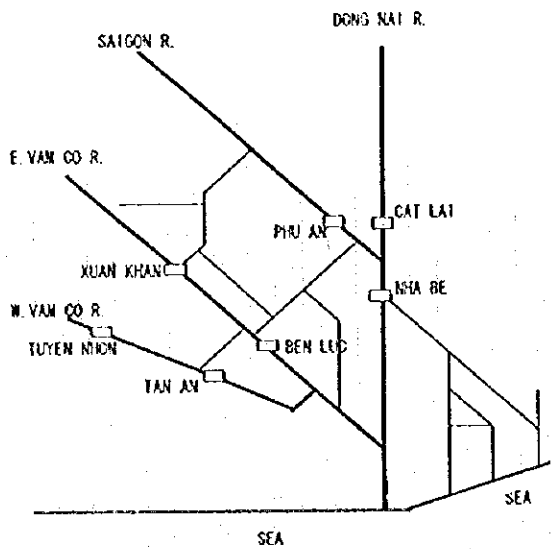 DONG NAI R.
SAIGON R.
E. VAM CO R.
CAT LAI
PHU AN
XUAN KHAN
NHA BE
W. VAM CO R.
TUYEN NHON
BEN LUC
TAN AN
SEA
SEA